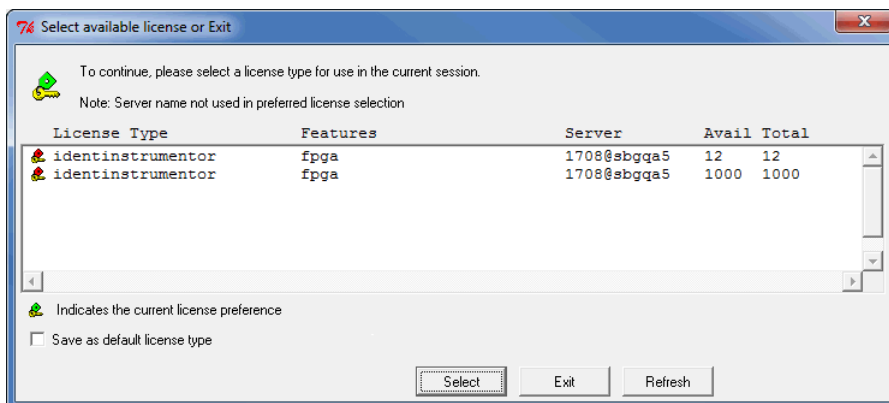 Select available license or Exit
To continue, please select a license type for use in the current session.
Note: Server name not used in preferred license selection
License Type Features Server Avail Total
identinstrumentor fpga 1708@sbgqa5 12 12
identinstrumentor fpga 1708@sbgqa5 1000 1000
Indicates the current license preference
Save as default license type
Select Exit Refresh